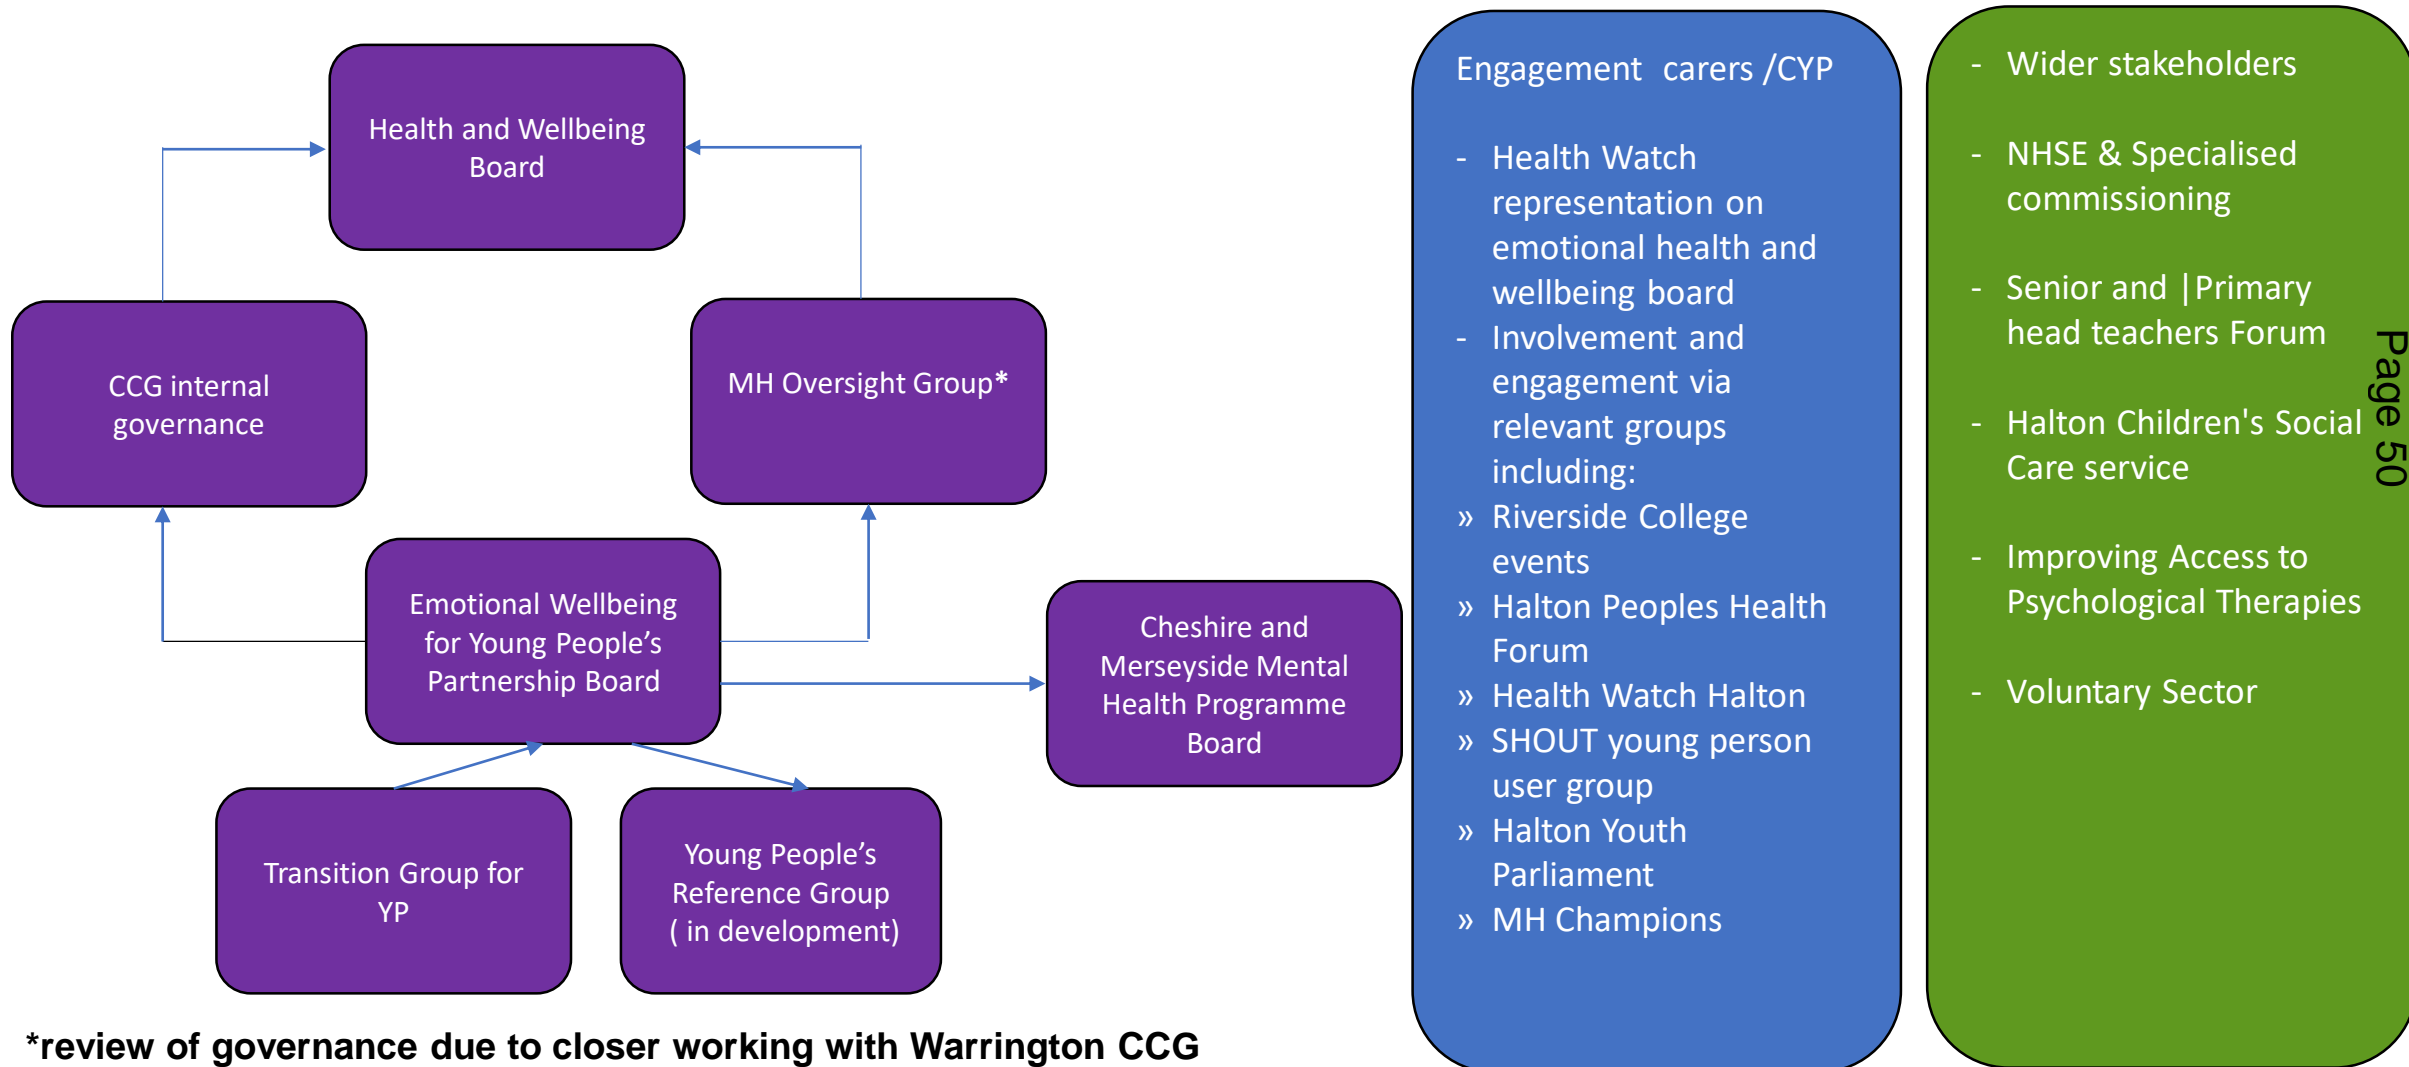 Health and Wellbeing
Board
CCG internal
governance
MH Oversight Group*
Emotional Wellbeing
for Young People’s
Partnership Board
Cheshire and
Merseyside Mental
Health Programme
Board
Transition Group for
YP
Young People’s
Reference Group
( in development)
*review of governance due to closer working with Warrington CCG
Engagement  carers /CYP
- Health Watch
representation on
emotional health and
wellbeing board
- Involvement and
engagement via
relevant groups
including:
» Riverside College
events
» Halton Peoples Health
Forum
» Health Watch Halton
» SHOUT young person
user group
» Halton Youth
Parliament
» MH Champions
- Wider stakeholders
- NHSE & Specialised
commissioning
- Senior and |Primary
head teachers Forum
- Halton Children's Social
Care service
- Improving Access to
Psychological Therapies
- Voluntary Sector
Page 50